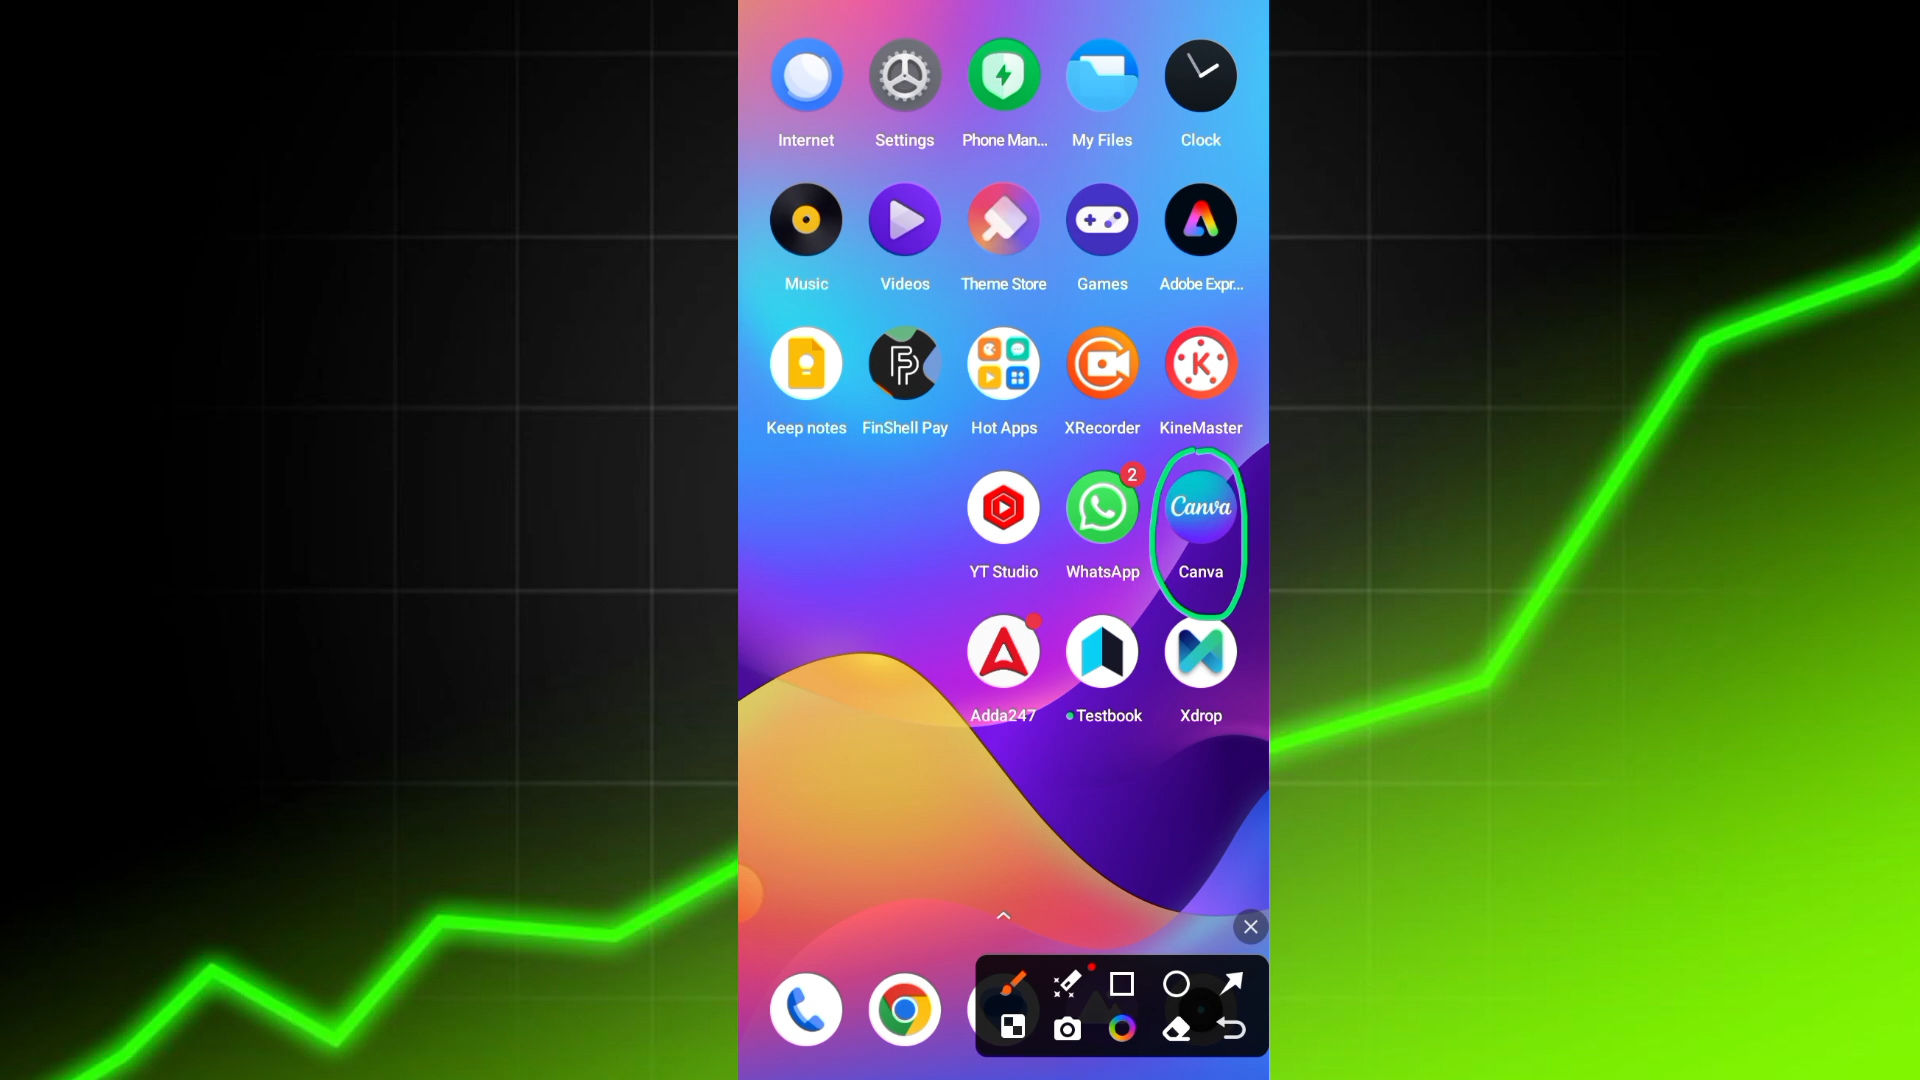 Internet Settings Phone Man... My Files Clock
Music Videos Theme Store Games Adobe Expr...
Keep notes FinShell Pay Hot Apps XRecorder KineMaster
2
Canva
YT Studio WhatsApp Canva
Adda247 Testbook Xdrop